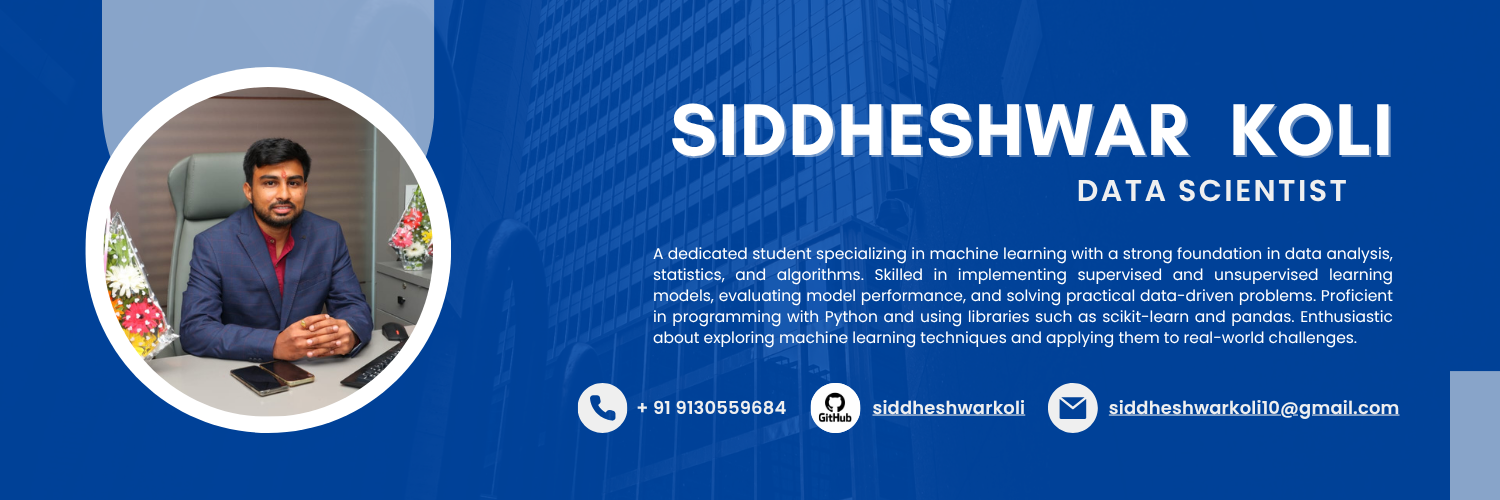 SIDDHESHWAR KOLI
DATA SCIENTIST
A dedicated student specializing in machine learning with a strong foundation in data analysis,
statistics, and algorithms. Skilled in implementing supervised and unsupervised learning
models, evaluating model performance, and solving practical data-driven problems. Proficient
in programming with Python and using libraries such as scikit-learn and pandas. Enthusiastic
about exploring machine learning techniques and applying them to real-world challenges.
+ 91 9130559684
GitHub
siddheshwarkoli
siddheshwarkoli10@gmail.com